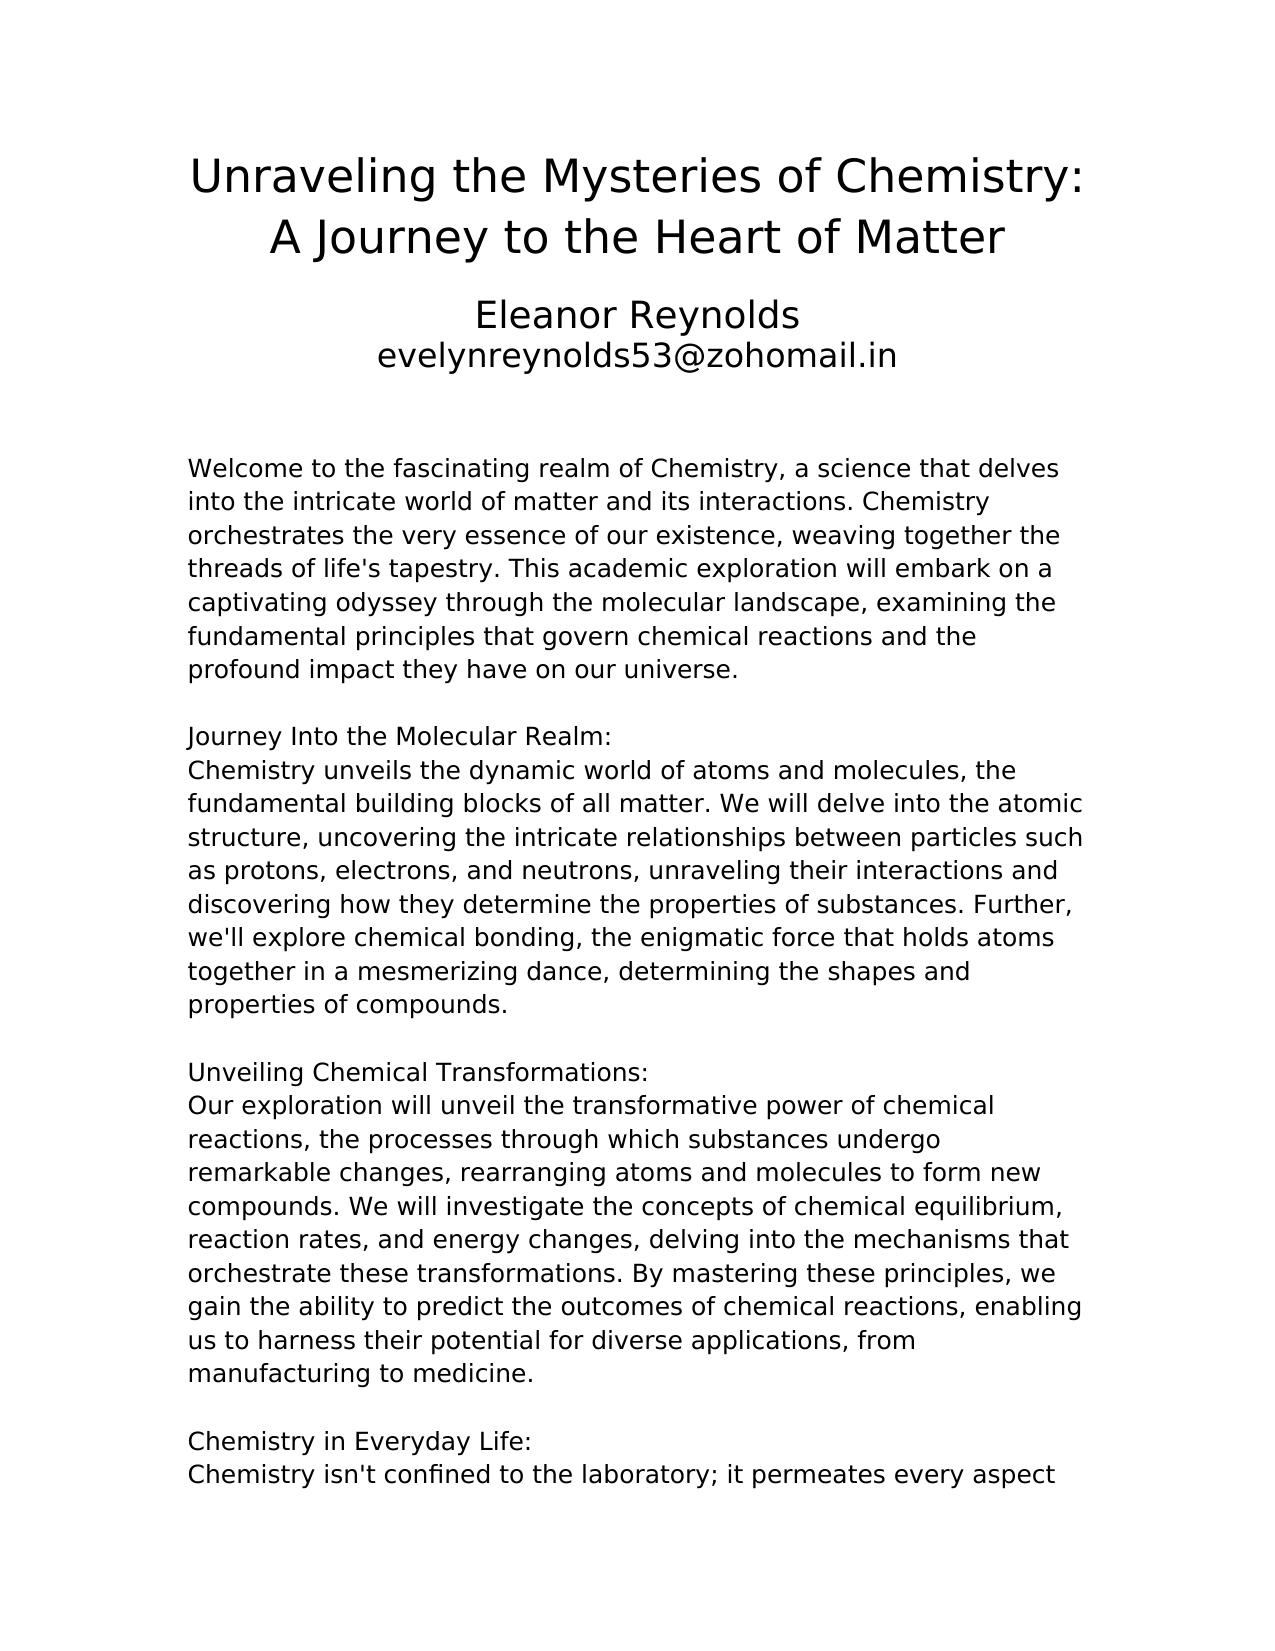 Unraveling the Mysteries of Chemistry:
A Journey to the Heart of Matter
Eleanor Reynolds
evelynreynolds53@zohomail.in
Welcome to the fascinating realm of Chemistry, a science that delves
into the intricate world of matter and its interactions. Chemistry
orchestrates the very essence of our existence, weaving together the
threads of life's tapestry. This academic exploration will embark on a
captivating odyssey through the molecular landscape, examining the
fundamental principles that govern chemical reactions and the
profound impact they have on our universe.
Journey Into the Molecular Realm:
Chemistry unveils the dynamic world of atoms and molecules, the
fundamental building blocks of all matter. We will delve into the atomic
structure, uncovering the intricate relationships between particles such
as protons, electrons, and neutrons, unraveling their interactions and
discovering how they determine the properties of substances. Further,
we'll explore chemical bonding, the enigmatic force that holds atoms
together in a mesmerizing dance, determining the shapes and
properties of compounds.
Unveiling Chemical Transformations:
Our exploration will unveil the transformative power of chemical
reactions, the processes through which substances undergo
remarkable changes, rearranging atoms and molecules to form new
compounds. We will investigate the concepts of chemical equilibrium,
reaction rates, and energy changes, delving into the mechanisms that
orchestrate these transformations. By mastering these principles, we
gain the ability to predict the outcomes of chemical reactions, enabling
us to harness their potential for diverse applications, from
manufacturing to medicine.
Chemistry in Everyday Life:
Chemistry isn't confined to the laboratory; it permeates every aspect